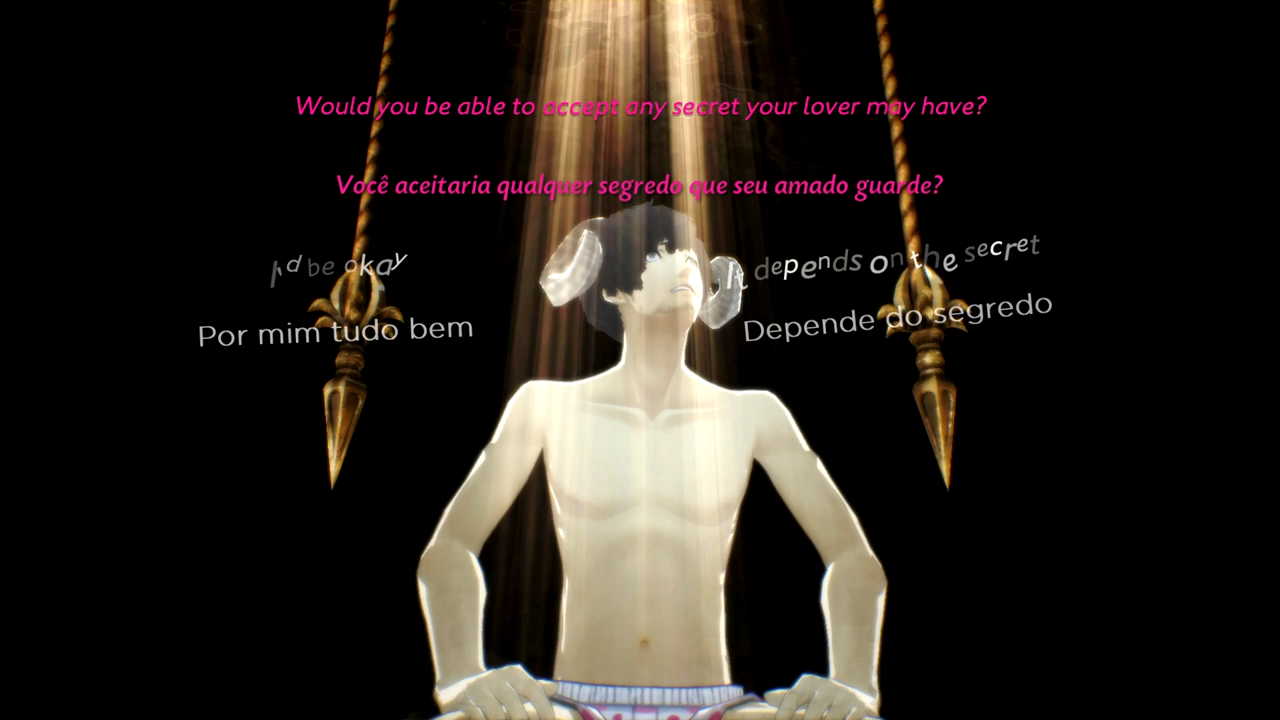 Would you be able to accept any secret your lover may have?
Você aceitaria qualquer segredo que seu amado guarde?
I'd be okay
It depends on the secret
Por mim tudo bem
Depende do segredo